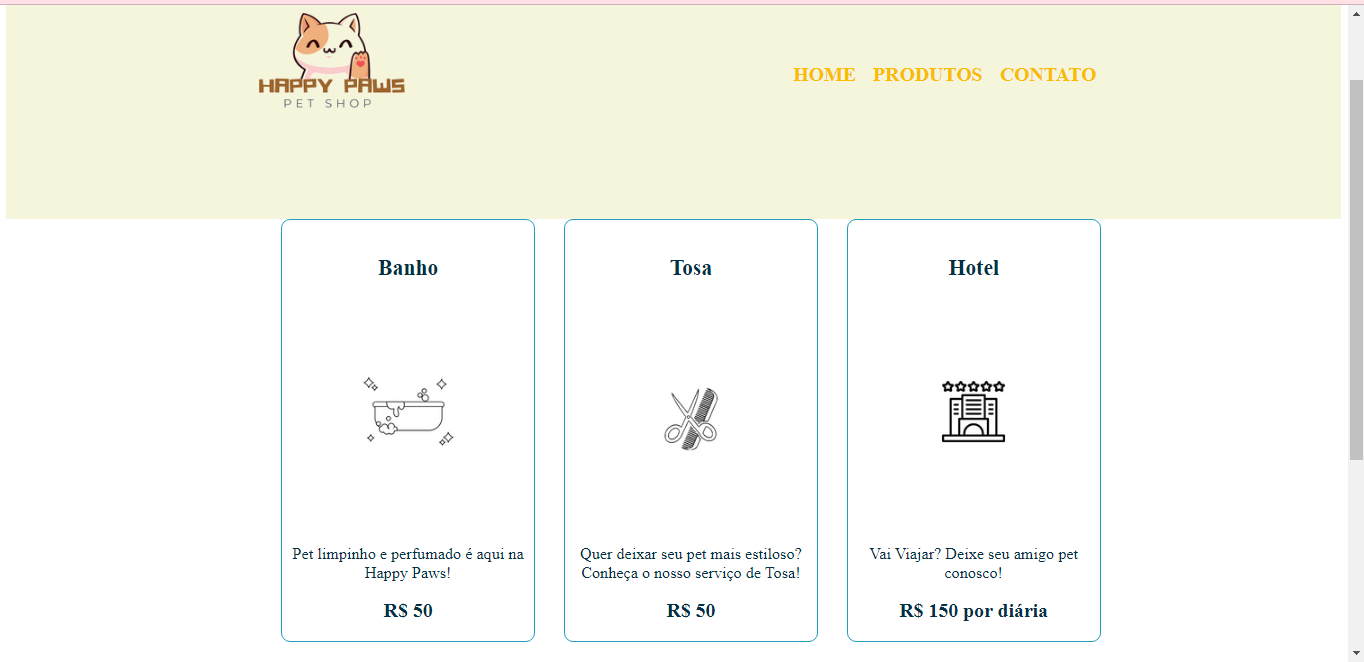 HAPPY PAWS
PET SHOP
HOME PRODUTOS CONTATO
Banho
Pet limpinho e perfumado é aqui na
Happy Paws!
R$ 50
Tosa
Quer deixar seu pet mais estiloso?
Conheça o nosso serviço de Tosa!
R$ 50
Hotel
Vai Viajar? Deixe seu amigo pet
conosco!
R$ 150 por diária